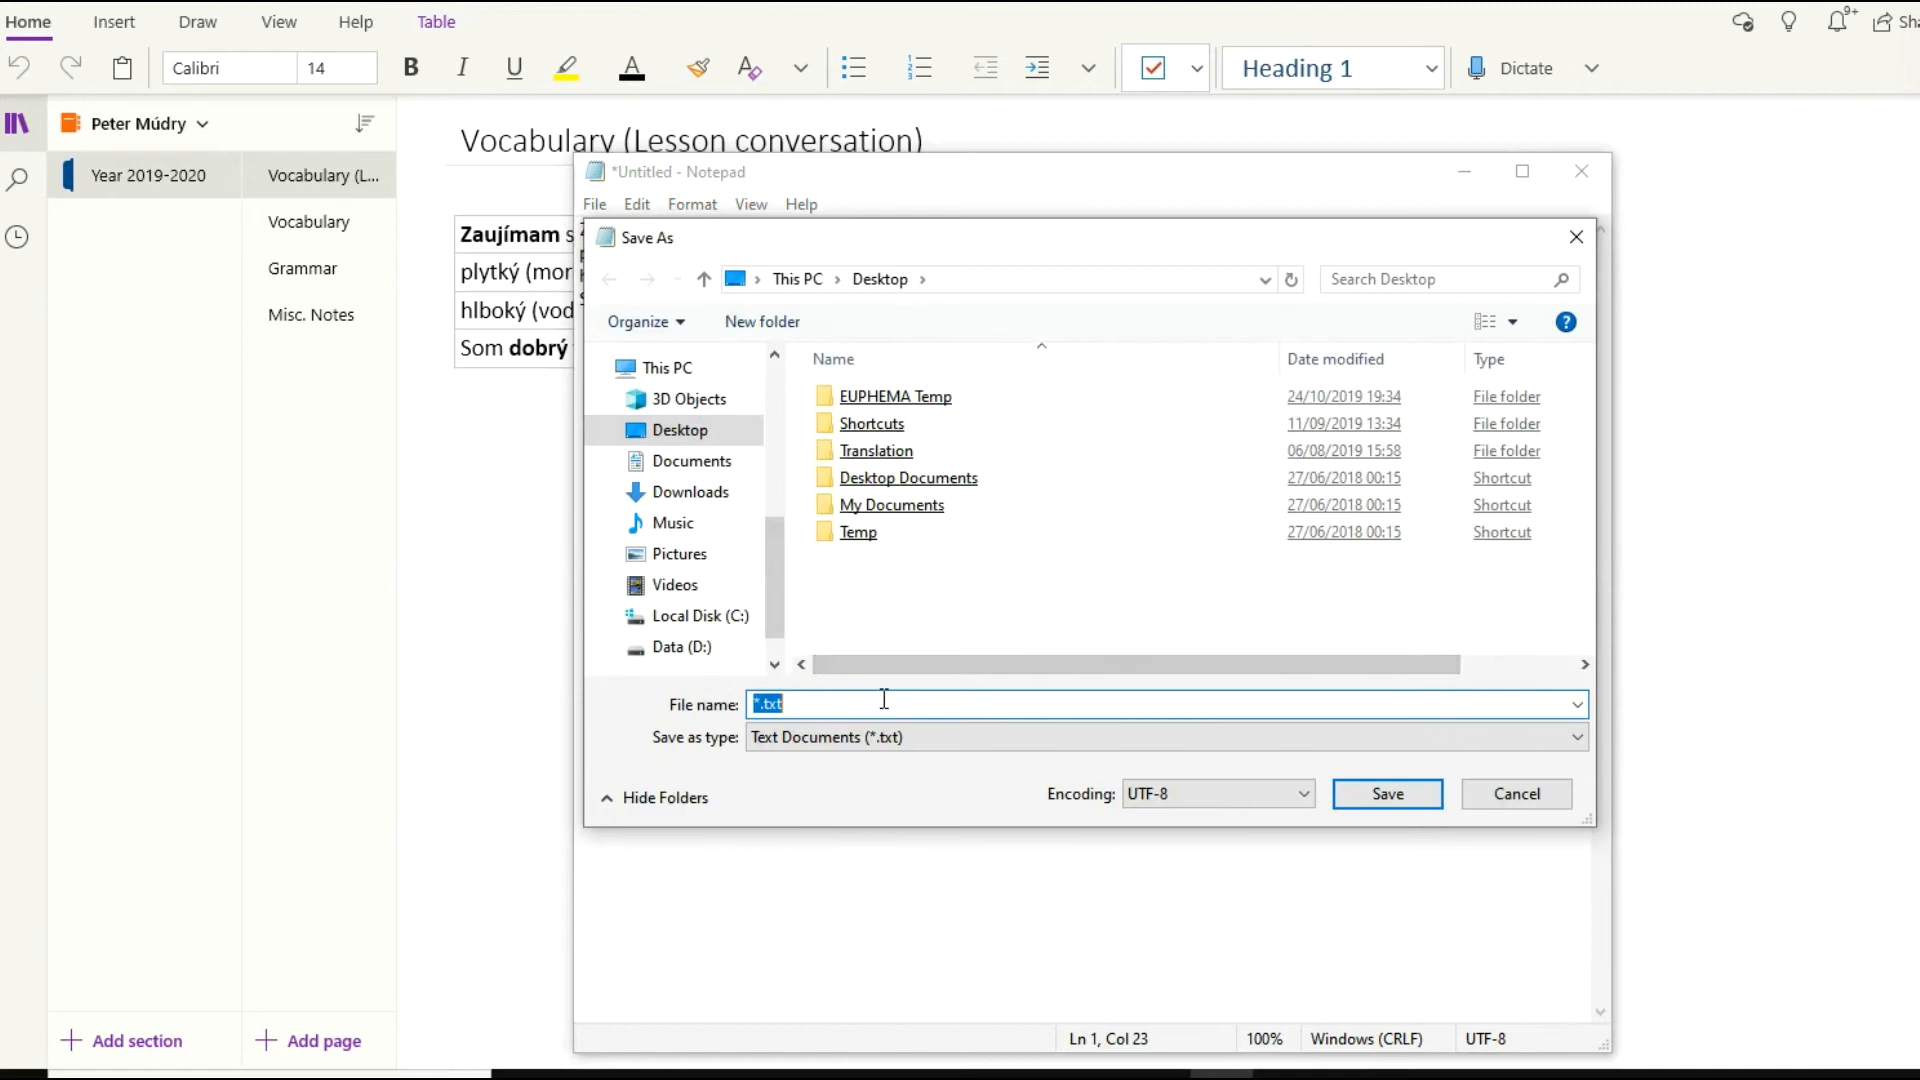 Home Insert Draw View Help Table
9+
Calibri 14 B I U A Heading 1 Dictate
Peter Múdry
Year 2019-2020
Vocabulary (L...
Vocabulary
Grammar
Misc. Notes
Add section
Add page
Vocabulary (Lesson conversation)
Zaujímam
plytký (mor
hlboký (vod
Som dobrý
*Untitled - Notepad
File Edit Format View Help
Save As
This PC > Desktop >
Search Desktop
Organize New folder
This PC
3D Objects
Desktop
Documents
Downloads
Music
Pictures
Videos
Local Disk (C:)
Data (D:)
Name Date modified Type
EUPHEMA Temp 24/10/2019 19:34 File folder
Shortcuts 11/09/2019 13:34 File folder
Translation 06/08/2019 15:58 File folder
Desktop Documents 27/06/2018 00:15 Shortcut
My Documents 27/06/2018 00:15 Shortcut
Temp 27/06/2018 00:15 Shortcut
File name: *.txt
Save as type: Text Documents (*.txt)
Hide Folders
Encoding: UTF-8 Save Cancel
Ln 1, Col 23 100% Windows (CRLF) UTF-8